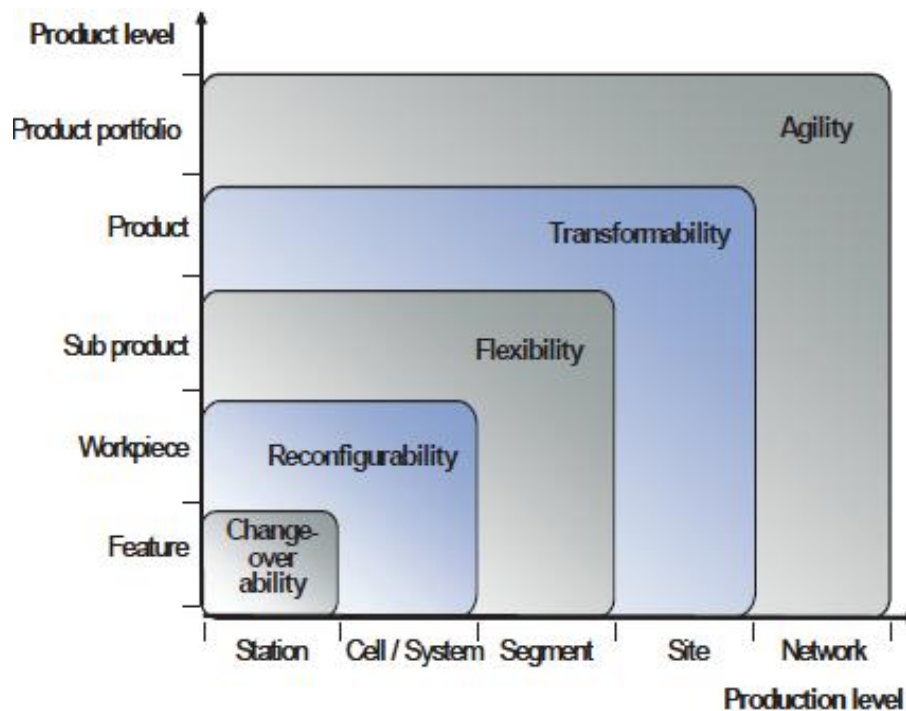 Product level
Product portfolio
Agility
Product
Transformability
Sub product
Flexibility
Workpiece
Reconfigurability
Feature
Change-
over
ability
Station
Cell / System
Segment
Site
Network
Production level